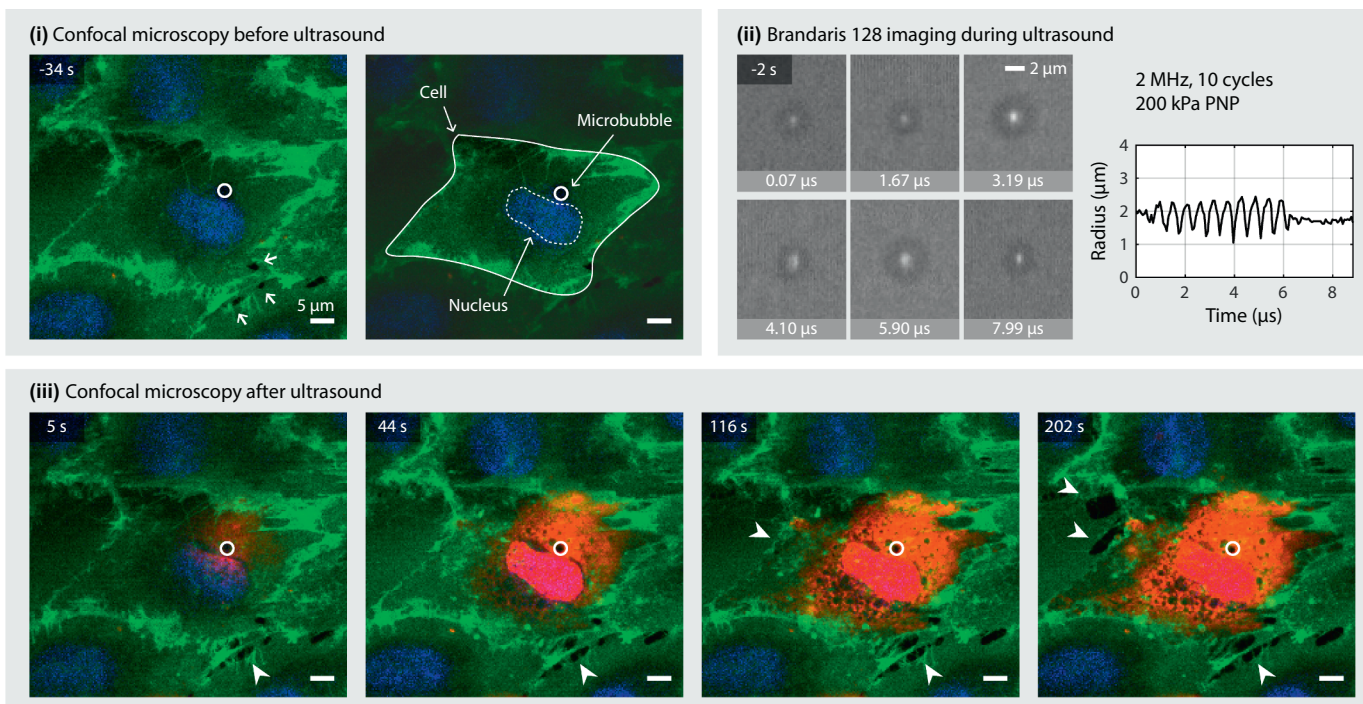 (i) Confocal microscopy before ultrasound
-34 s
5 µm
Cell
Microbubble
Nucleus
(ii) Brandaris 128 imaging during ultrasound
-2 s
2 µm
0.07 µs
1.67 µs
3.19 µs
4.10 µs
5.90 µs
7.99 µs
2 MHz, 10 cycles
200 kPa PNP
Radius (µm)
4
3
2
1
0
0 2 4 6 8
Time (µs)
(iii) Confocal microscopy after ultrasound
5 s
44 s
116 s
202 s